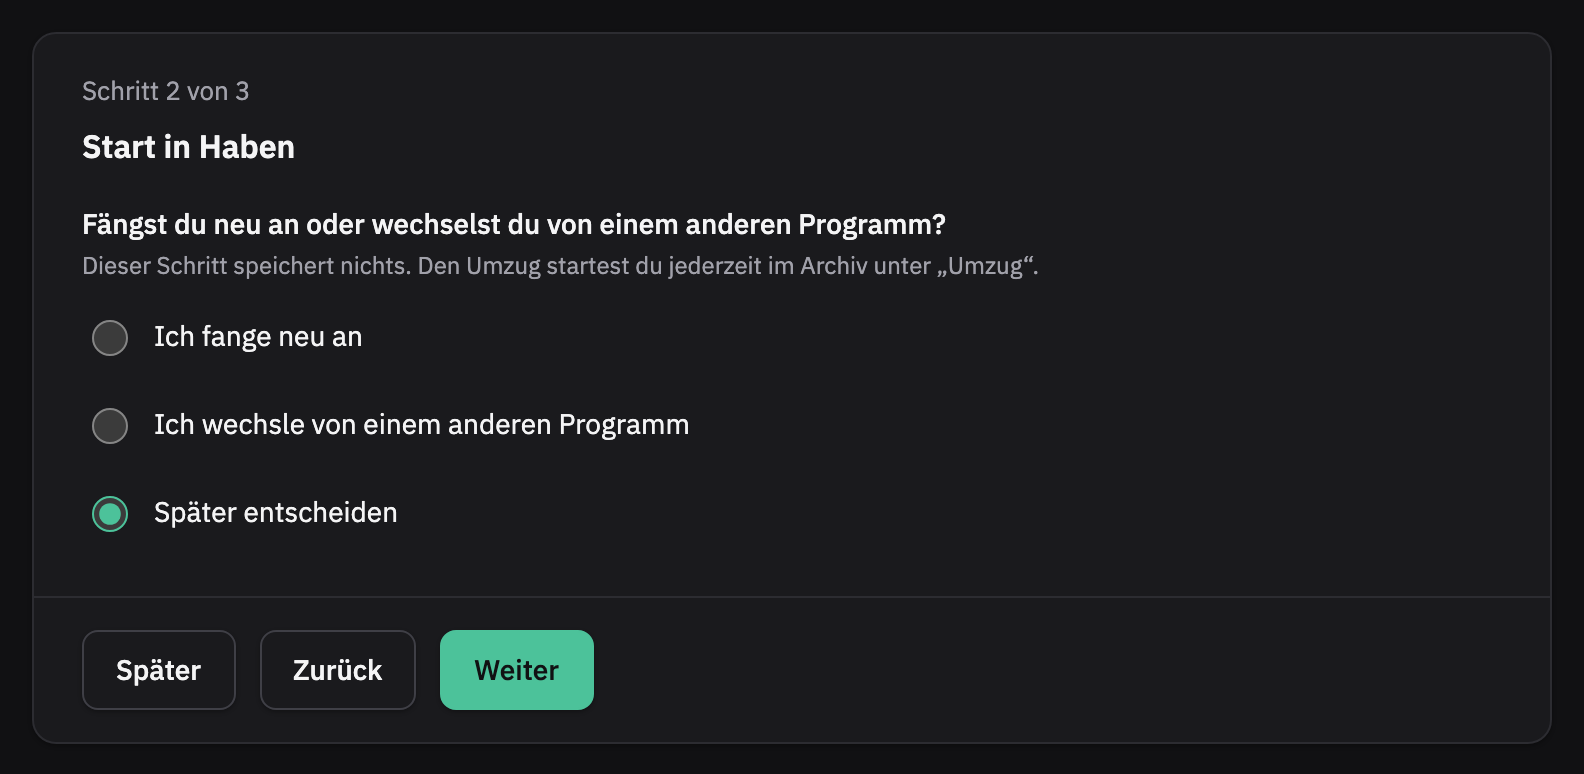 Schritt 2 von 3
Start in Haben
Fängst du neu an oder wechselst du von einem anderen Programm?
Dieser Schritt speichert nichts. Den Umzug startest du jederzeit im Archiv unter „Umzug“.
Ich fange neu an
Ich wechsle von einem anderen Programm
Später entscheiden
Später Zurück Weiter